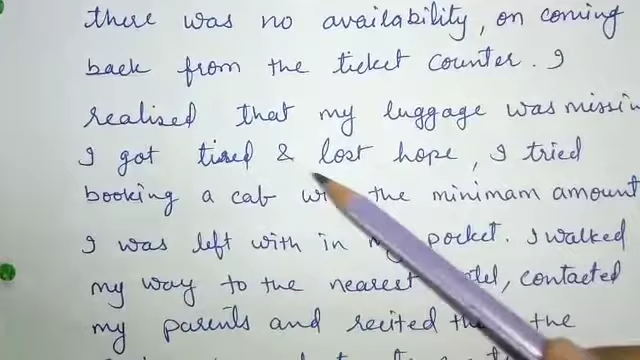 there was no availability, on coming
back from the ticket counter. I
realised that my luggage was missin
I got tired & lost hope, I tried
booking a cab the minimam amount
I was left with in my pocket. I walked
my way to the nearest contacted
my parents and recited the